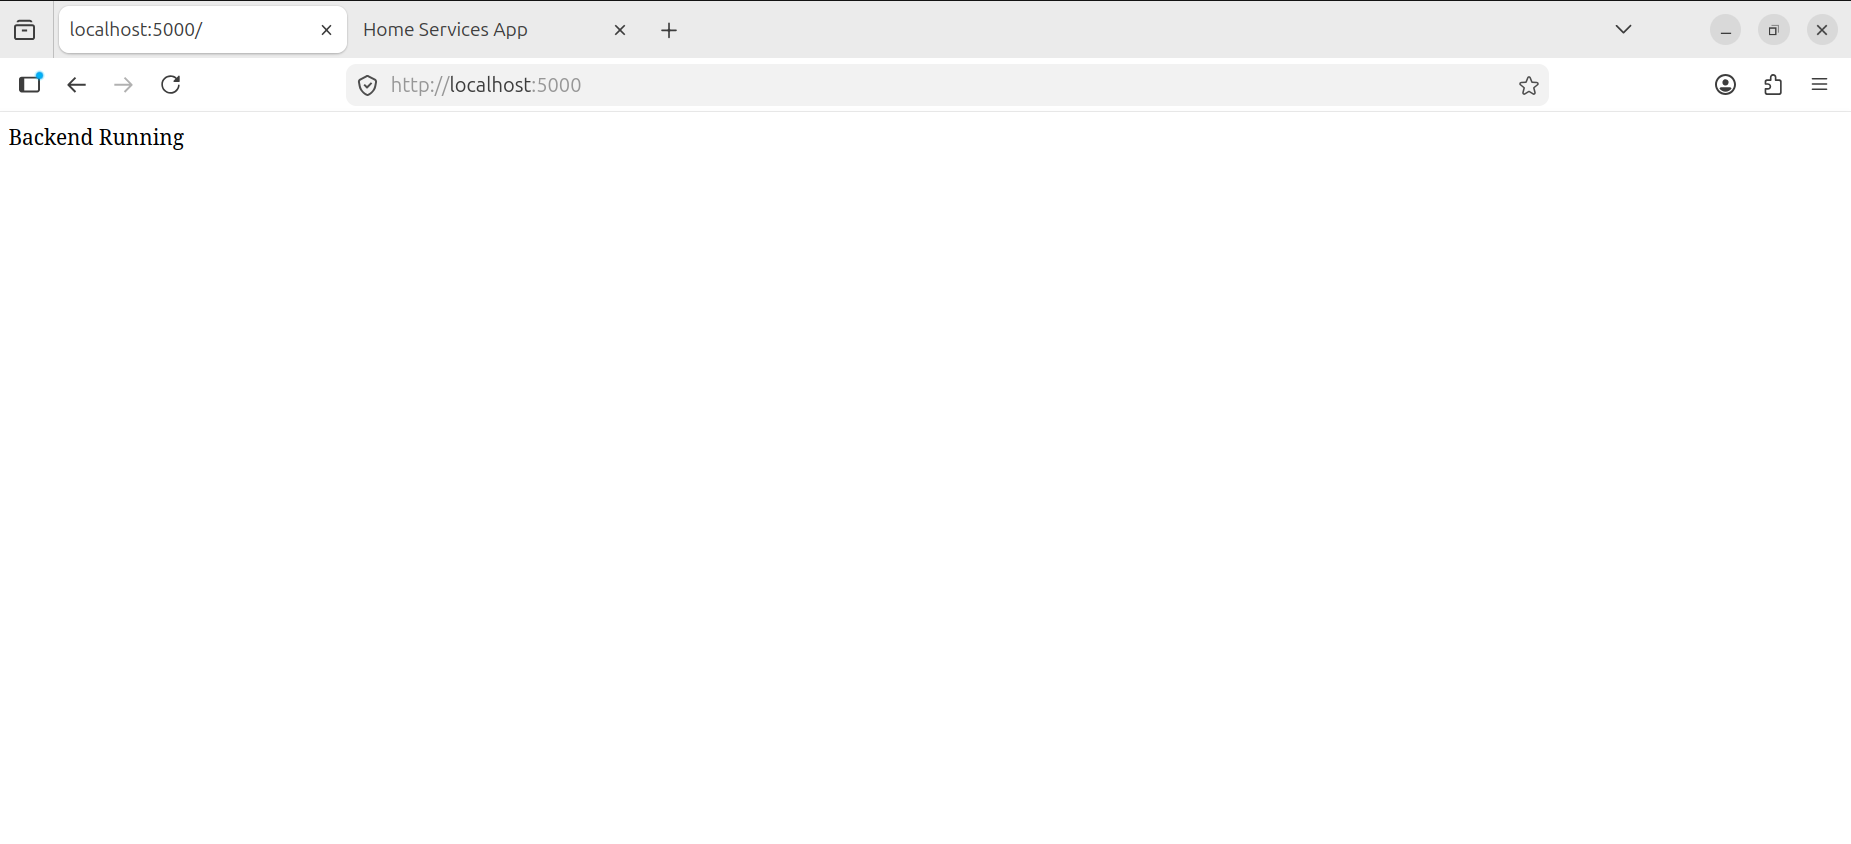 localhost:5000/
Home Services App
http://localhost:5000
Backend Running